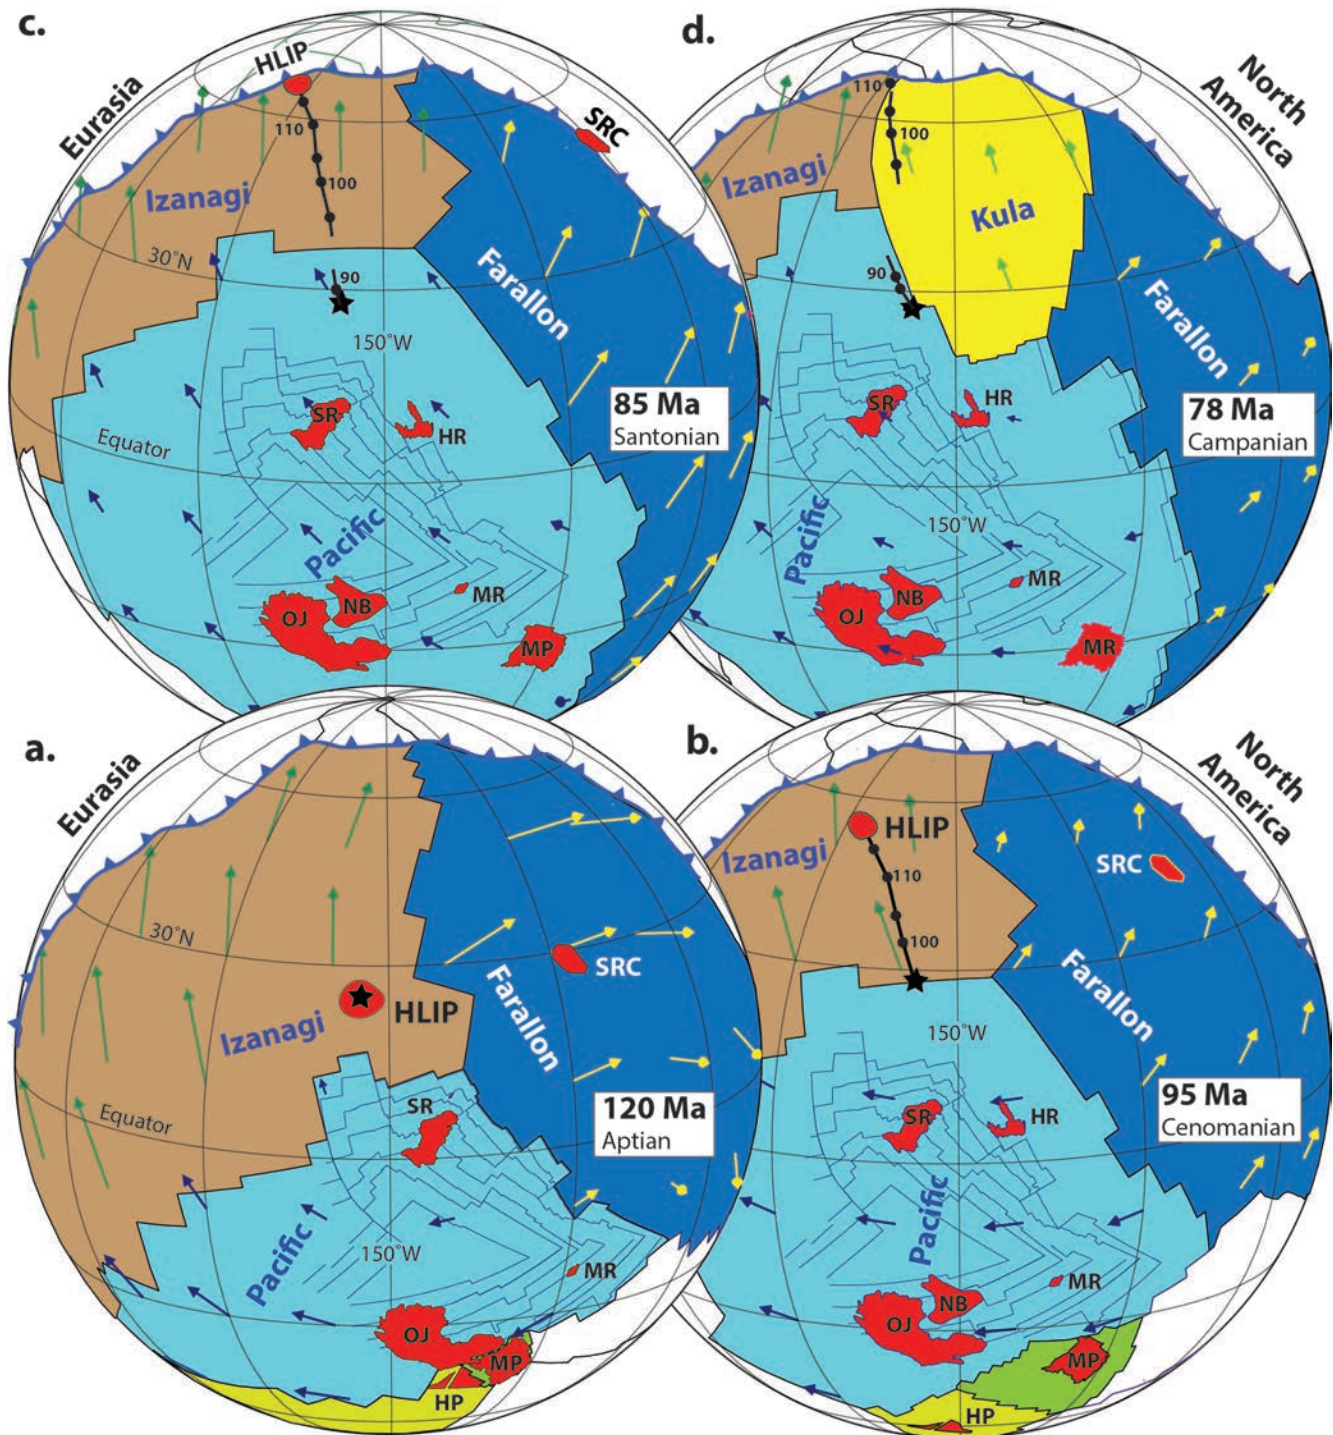 c.
HLIP
Eurasia
SRC
110
100
Izanagi
30°N
90
Farallon
150°W
SR
HR
85 Ma
Santonian
Equator
Pacific
NB
MR
OJ
MP
d.
North
America
110
100
Izanagi
Kula
90
Farallon
SR
HR
78 Ma
Campanian
150°W
Pacific
NB
MR
OJ
MR
a.
Eurasia
30°N
SRC
HLIP
Izanagi
Farallon
SR
120 Ma
Aptian
Equator
150°W
Pacific
MR
OJ
MP
HP
b.
North
America
HLIP
Izanagi
SRC
110
100
Farallon
150°W
SR
HR
95 Ma
Cenomanian
Pacific
MR
NB
OJ
MP
HP